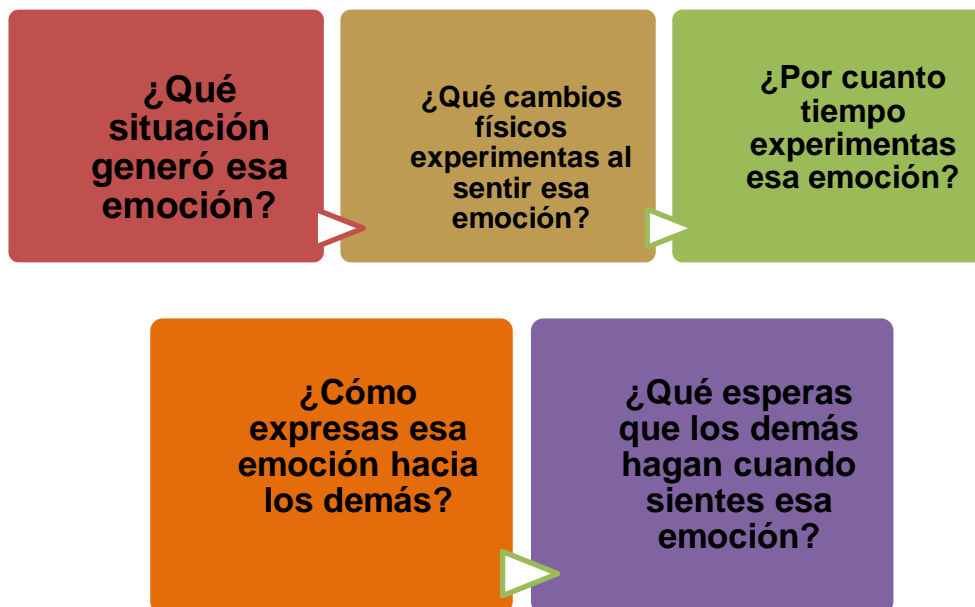 ¿Qué
situación
generó esa
emoción?
¿Qué cambios
físicos
experimentas al
sentir esa
emoción?
¿Por cuanto
tiempo
experimentas
esa emoción?
¿Cómo
expresas esa
emoción hacia
los demás?
¿Qué esperas
que los demás
hagan cuando
sientes esa
emoción?